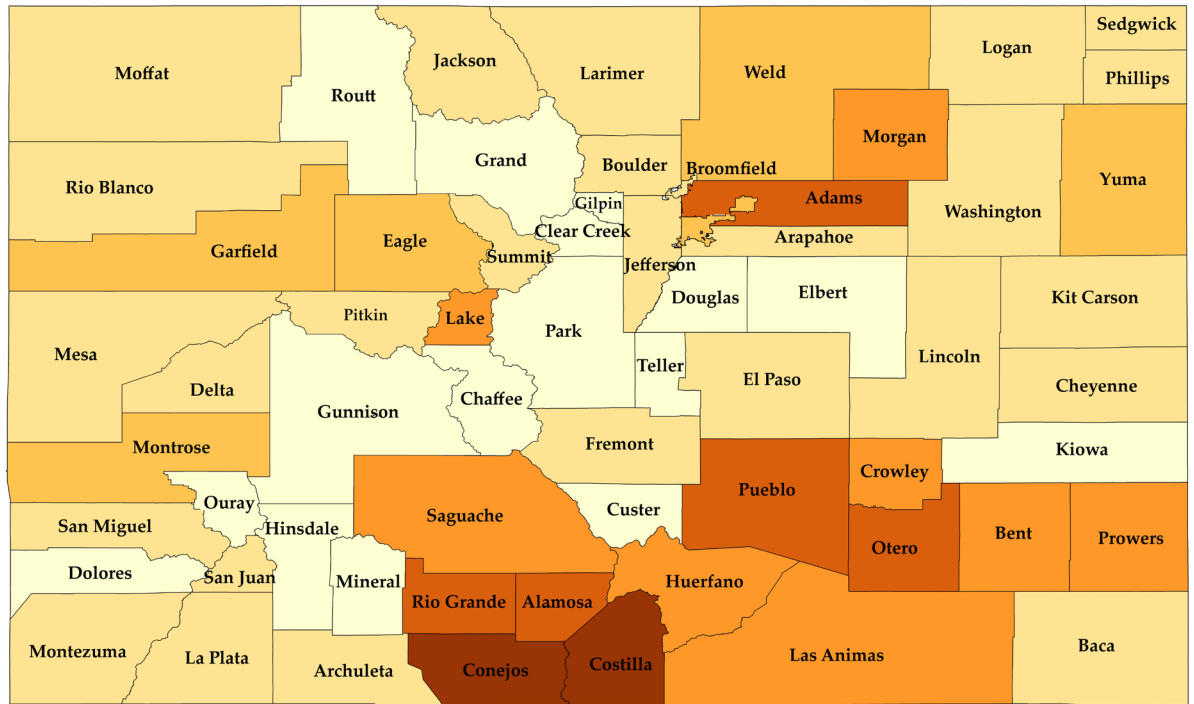 Sedgwick
Logan
Jackson
Moffat
Larimer
Weld
Phillips
Routt
Morgan
Grand
Boulder
Broomfield
Yuma
Rio Blanco
Adams
Gilpin
Washington
Clear Creek
Arapahoe
Eagle
Garfield
Summit
Jefferson
Elbert
Douglas
Kit Carson
Pitkin
Lake
Park
Mesa
Lincoln
Teller
El Paso
Cheyenne
Delta
Chaffee
Gunnison
Fremont
Montrose
Kiowa
Crowley
Pueblo
Ouray
Custer
Saguache
San Miguel
Hinsdale
Bent
Prowers
Otero
Dolores
San Juan
Mineral
Huerfano
Rio Grande
Alamosa
Baca
Montezuma
La Plata
Las Animas
Costilla
Archuleta
Conejos